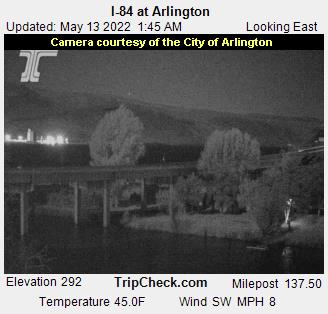 I-84 at Arlington
Updated: May 13 2022 1:45 AM Looking East
Camera courtesy of the City of Arlington
Elevation 292 TripCheck.com Milepost 137.50
Temperature 45.0F Wind SW MPH 8